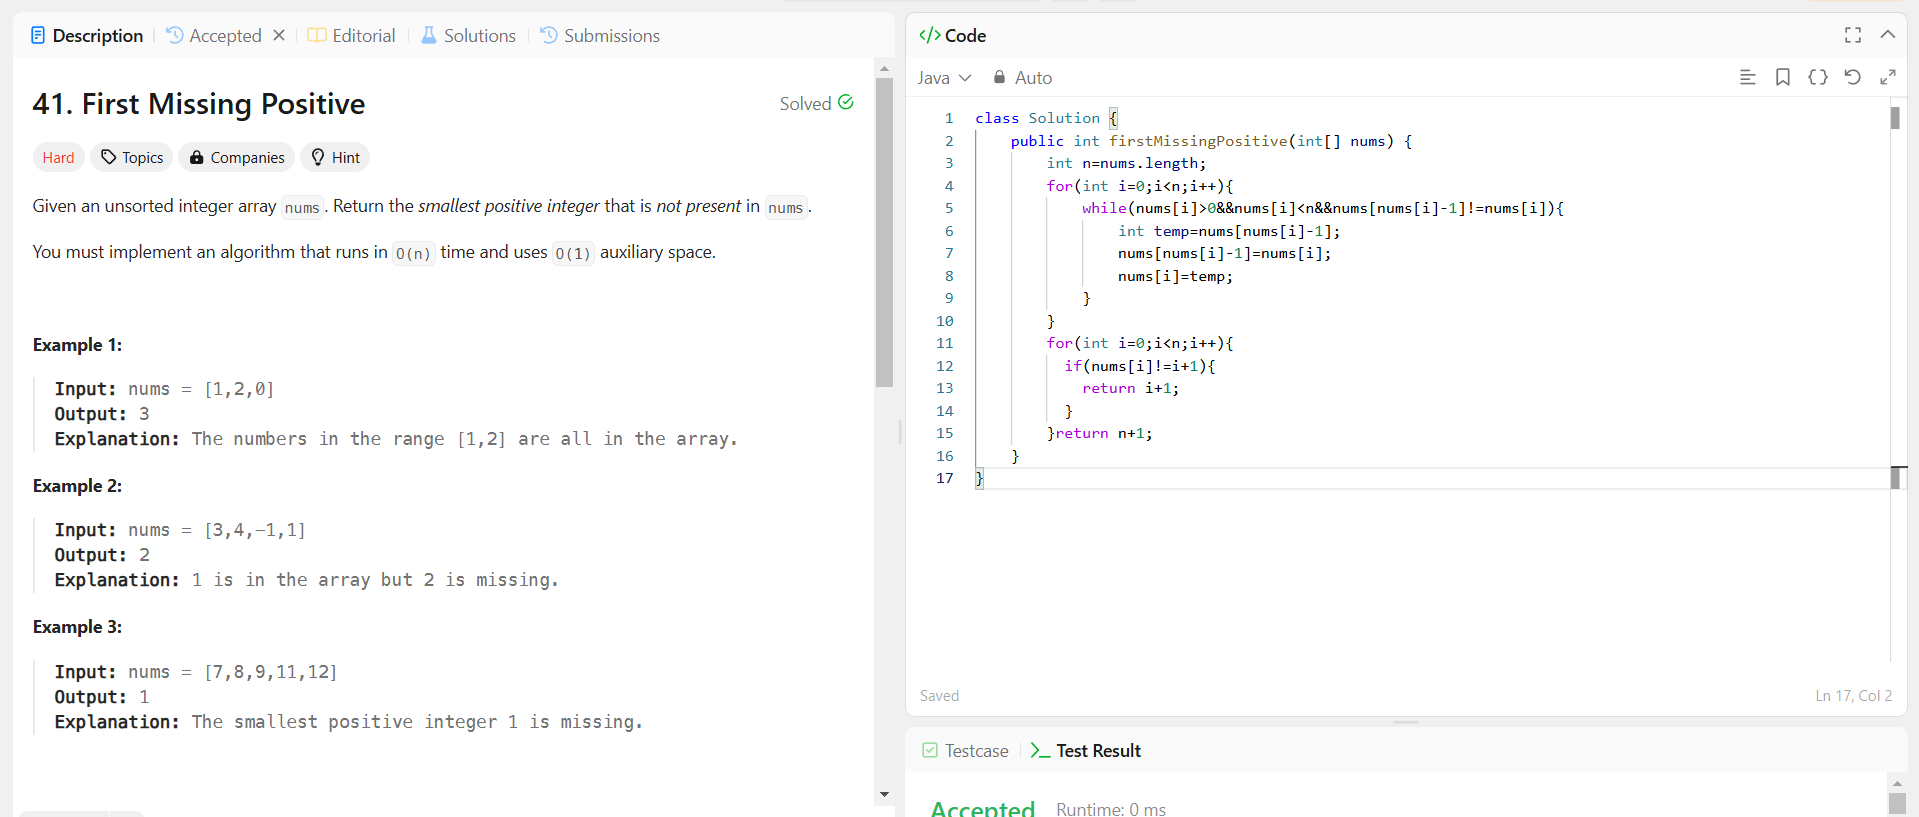 Description
Accepted
Editorial
Solutions
Submissions
41. First Missing Positive
Solved
Hard
Topics
Companies
Hint
Given an unsorted integer array nums. Return the smallest positive integer that is not present in nums.
You must implement an algorithm that runs in O(n) time and uses O(1) auxiliary space.
Example 1:
Input: nums = [1,2,0]
Output: 3
Explanation: The numbers in the range [1,2] are all in the array.
Example 2:
Input: nums = [3,4,-1,1]
Output: 2
Explanation: 1 is in the array but 2 is missing.
Example 3:
Input: nums = [7,8,9,11,12]
Output: 1
Explanation: The smallest positive integer 1 is missing.
</> Code
Java
Auto
1 class Solution {
2 public int firstMissingPositive(int[] nums) {
3 int n=nums.length;
4 for(int i=0;i<n;i++){
5 while(nums[i]>0&&nums[i]<n&&nums[nums[i]-1]!=nums[i]){
6 int temp=nums[nums[i]-1];
7 nums[nums[i]-1]=nums[i];
8 nums[i]=temp;
9 }
10 }
11 for(int i=0;i<n;i++){
12 if(nums[i]!=i+1){
13 return i+1;
14 }
15 }return n+1;
16 }
17 }
Saved
Ln 17, Col 2
Testcase
Test Result
Accepted
Runtime: 0 ms